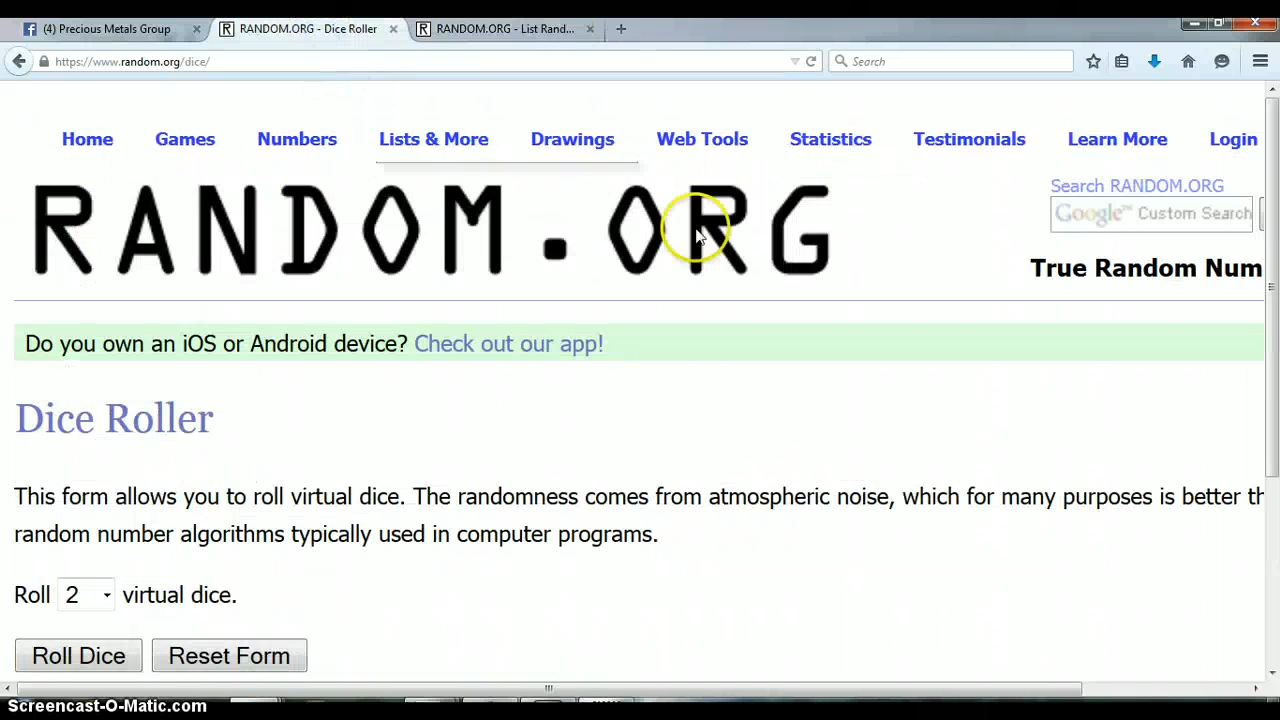 (4) Precious Metals Group
RANDOM.ORG - Dice Roller
RANDOM.ORG - List Rand...
https://www.random.org/dice/
Search
Home Games Numbers Lists & More Drawings Web Tools Statistics Testimonials Learn More Login
RANDOM.ORG
Search RANDOM.ORG
Google™ Custom Search
True Random Num
Do you own an iOS or Android device? Check out our app!
Dice Roller
This form allows you to roll virtual dice. The randomness comes from atmospheric noise, which for many purposes is better th
random number algorithms typically used in computer programs.
Roll 2 virtual dice.
Roll Dice Reset Form
Screencast-O-Matic.com